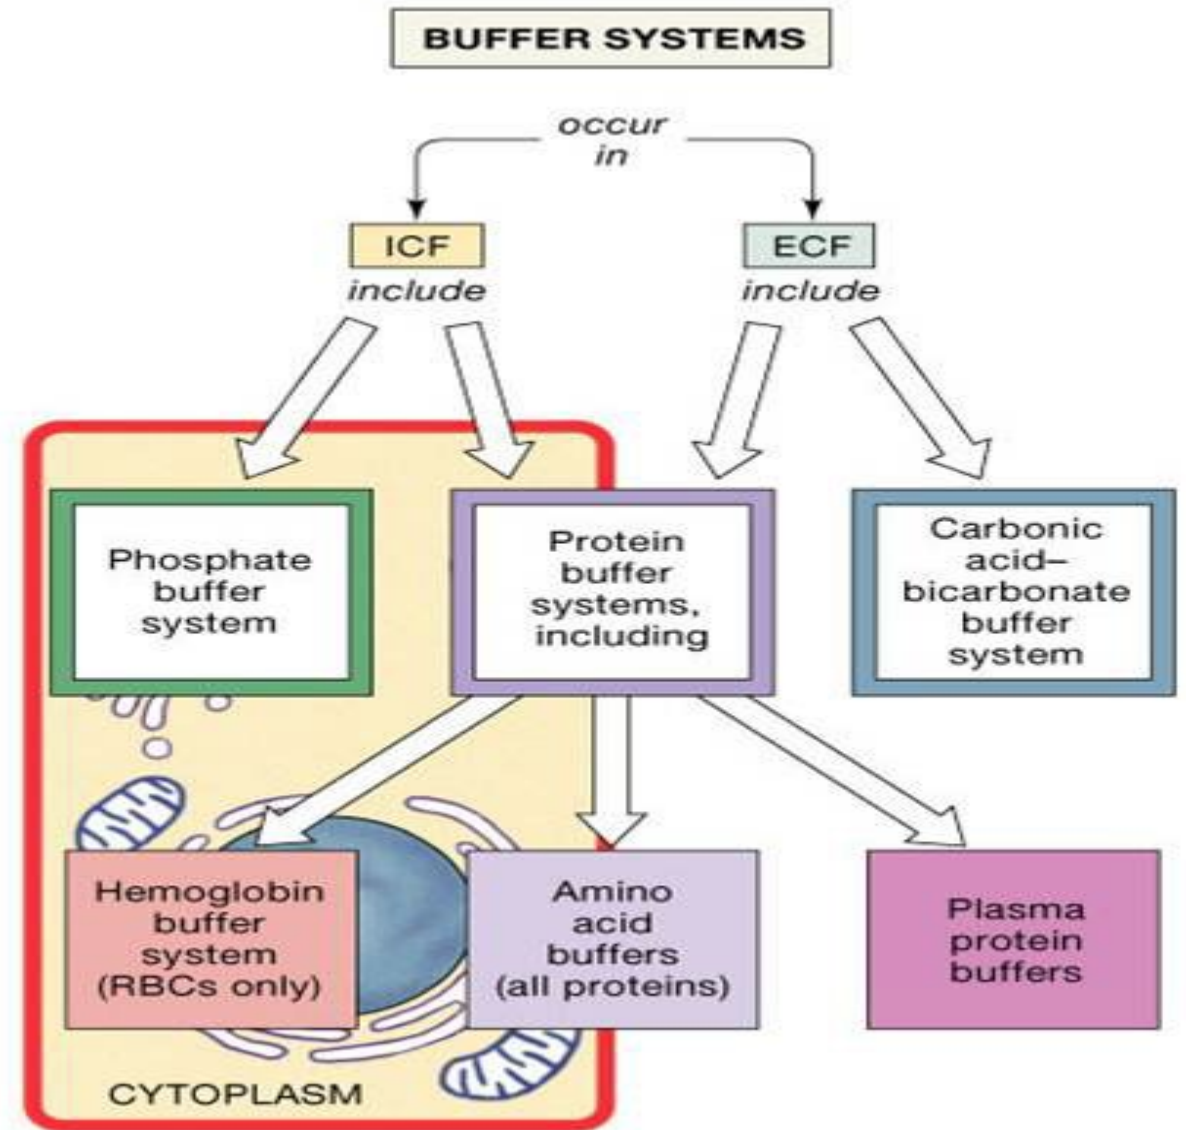 BUFFER SYSTEMS
occur
in
ICF
include
ECF
include
Phosphate
buffer
system
Protein
buffer
systems,
including
Carbonic
acid–
bicarbonate
buffer
system
Hemoglobin
buffer
system
(RBCs only)
Amino
acid
buffers
(all proteins)
Plasma
protein
buffers
CYTOPLASM